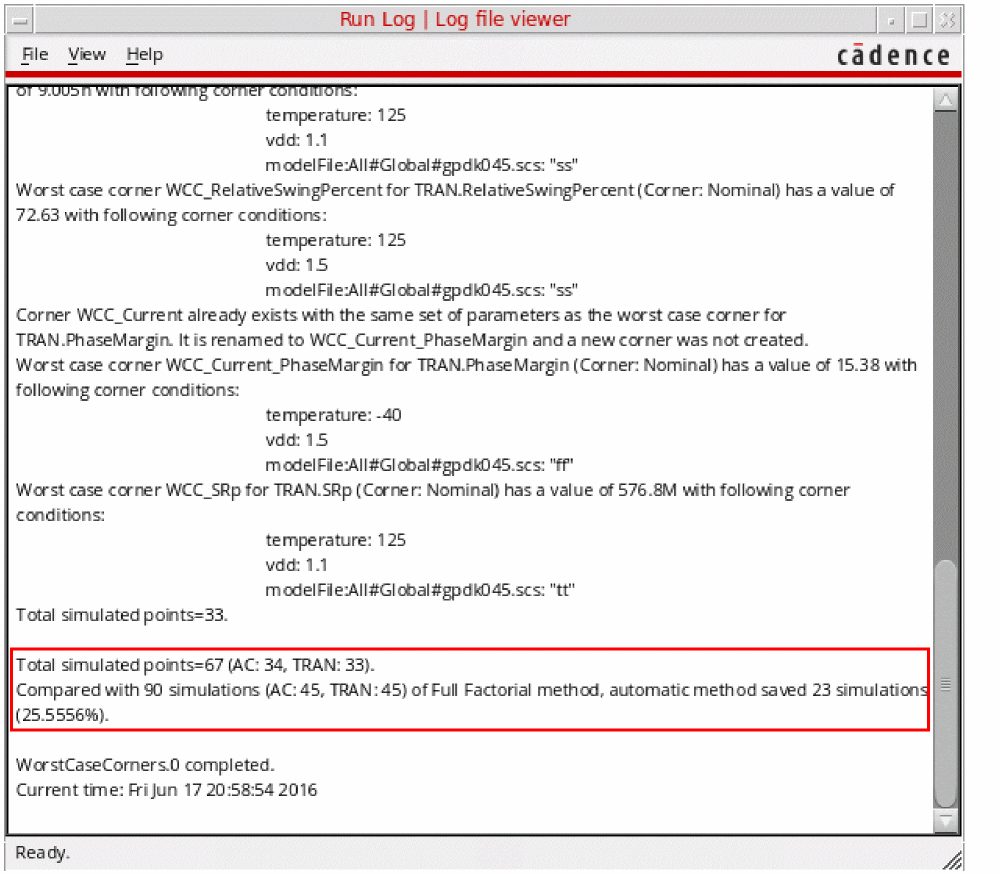 Run Log | Log file viewer
File View Help
cādence
of 9.005n with following corner conditions:
temperature: 125
vdd: 1.1
modelFile:All#Global#gpdk045.scs: "ss"
Worst case corner WCC_RelativeSwingPercent for TRAN.RelativeSwingPercent (Corner: Nominal) has a value of
72.63 with following corner conditions:
temperature: 125
vdd: 1.5
modelFile:All#Global#gpdk045.scs: "ss"
Corner WCC_Current already exists with the same set of parameters as the worst case corner for
TRAN.PhaseMargin. It is renamed to WCC_Current_PhaseMargin and a new corner was not created.
Worst case corner WCC_Current_PhaseMargin for TRAN.PhaseMargin (Corner: Nominal) has a value of 15.38 with
following corner conditions:
temperature: -40
vdd: 1.5
modelFile:All#Global#gpdk045.scs: "ff"
Worst case corner WCC_SRp for TRAN.SRp (Corner: Nominal) has a value of 576.8M with following corner
conditions:
temperature: 125
vdd: 1.1
modelFile:All#Global#gpdk045.scs: "tt"
Total simulated points=33.
Total simulated points=67 (AC: 34, TRAN: 33).
Compared with 90 simulations (AC: 45, TRAN: 45) of Full Factorial method, automatic method saved 23 simulations
(25.5556%).
WorstCaseCorners.0 completed.
Current time: Fri Jun 17 20:58:54 2016
Ready.